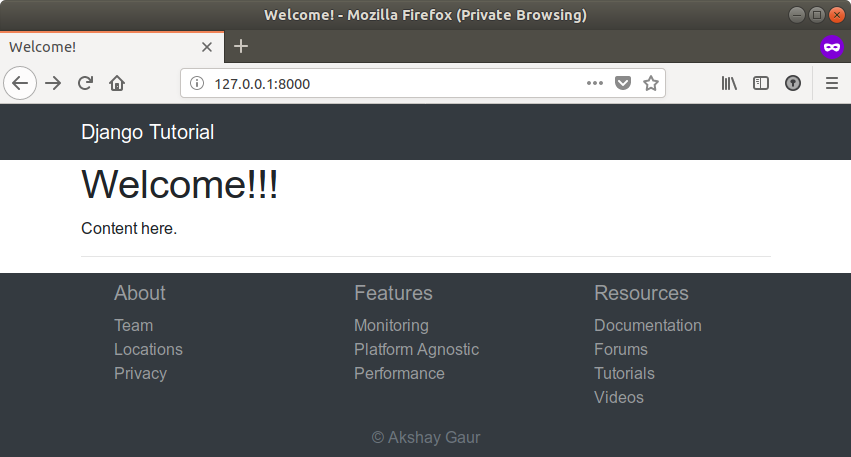 Welcome! - Mozilla Firefox (Private Browsing)
Welcome!
127.0.0.1:8000
Django Tutorial
Welcome!!!
Content here.
About
Team
Locations
Privacy
Features
Monitoring
Platform Agnostic
Performance
Resources
Documentation
Forums
Tutorials
Videos
© Akshay Gaur